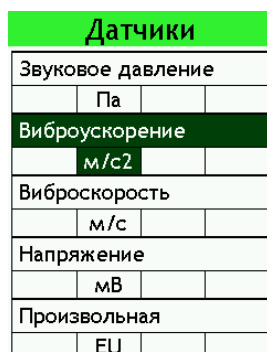 Датчики
Звуковое давление
Па
Виброускорение
м/с2
Виброскорость
м/с
Напряжение
мВ
Произвольная
EU